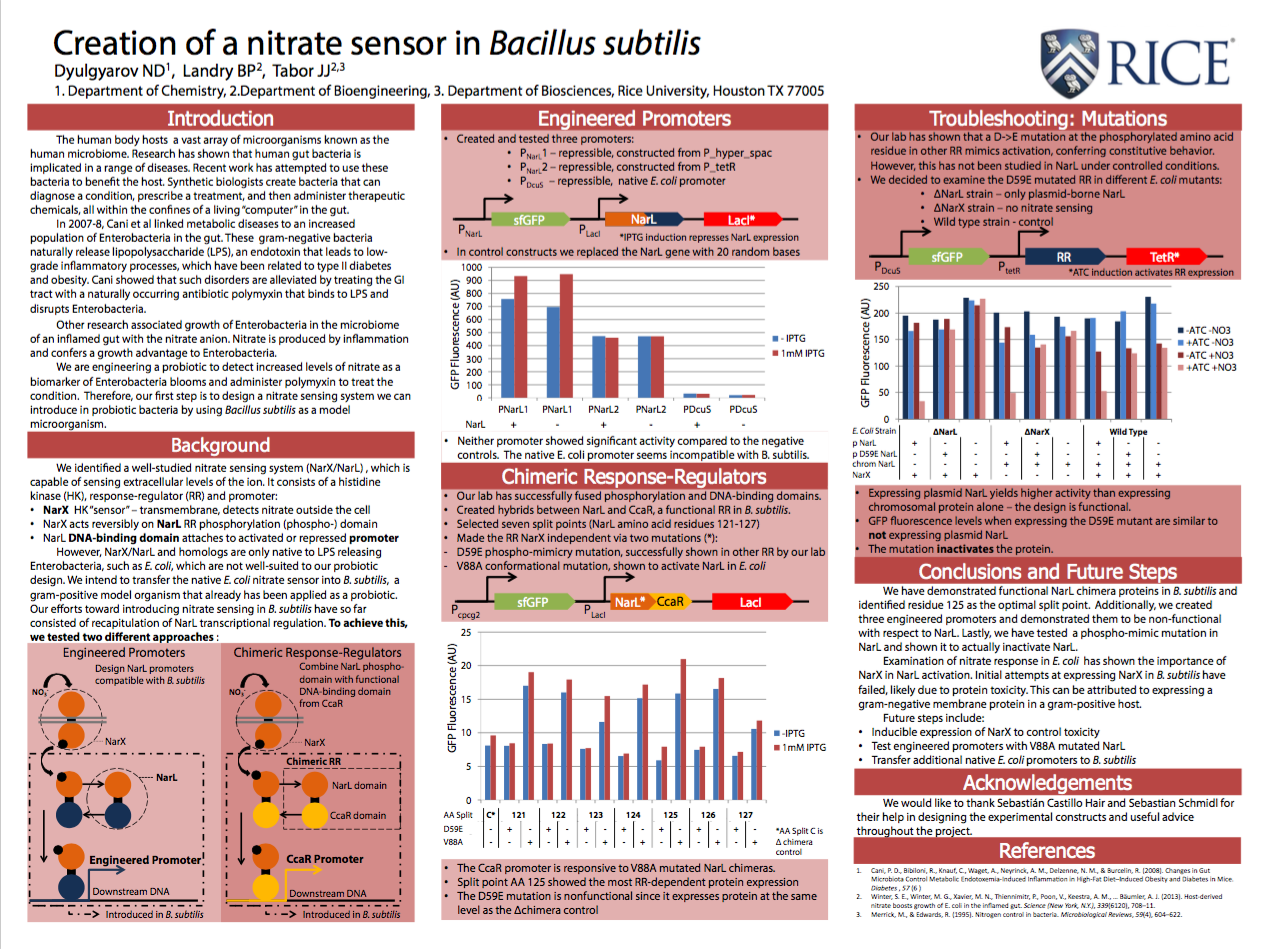 Creation of a nitrate sensor in Bacillus subtilis
Dyulgyarov ND1, Landry BP2, Tabor JJ2,3
1. Department of Chemistry, 2.Department of Bioengineering, 3. Department of Biosciences, Rice University, Houston TX 77005
RICE®
Introduction
The human body hosts a vast array of microorganisms known as the
human microbiome. Research has shown that human gut bacteria is
implicated in a range of diseases. Recent work has attempted to use these
bacteria to benefit the host. Synthetic biologists create bacteria that can
diagnose a condition, prescribe a treatment, and then administer therapeutic
chemicals, all within the confines of a living “computer” in the gut.
In 2007-8, Cani et al linked metabolic diseases to an increased
population of Enterobacteria in the gut. These gram-negative bacteria
naturally release lipopolysaccharide (LPS), an endotoxin that leads to low-
grade inflammatory processes, which have been related to type II diabetes
and obesity. Cani showed that such disorders are alleviated by treating the GI
tract with a naturally occurring antibiotic polymyxin that binds to LPS and
disrupts Enterobacteria.
Other research associated growth of Enterobacteria in the microbiome
of an inflamed gut with the nitrate anion. Nitrate is produced by inflammation
and confers a growth advantage to Enterobacteria.
We are engineering a probiotic to detect increased levels of nitrate as a
biomarker of Enterobacteria blooms and administer polymyxin to treat the
condition. Therefore, our first step is to design a nitrate sensing system we can
introduce in probiotic bacteria by using Bacillus subtilis as a model
microorganism.
Background
We identified a well-studied nitrate sensing system (NarX/NarL) , which is
capable of sensing extracellular levels of the ion. It consists of a histidine
kinase (HK), response-regulator (RR) and promoter:
• NarX HK “sensor” – transmembrane, detects nitrate outside the cell
• NarX acts reversibly on NarL RR phosphorylation (phospho-) domain
• NarL DNA-binding domain attaches to activated or repressed promoter
However, NarX/NarL and homologs are only native to LPS releasing
Enterobacteria, such as E. coli, which are not well-suited to our probiotic
design. We intend to transfer the native E. coli nitrate sensor into B. subtilis, a
gram-positive model organism that already has been applied as a probiotic.
Our efforts toward introducing nitrate sensing in B. subtilis have so far
consisted of recapitulation of NarL transcriptional regulation. To achieve this,
we tested two different approaches :
Engineered Promoters
Design NarL promoters
compatible with B. subtilis
NO3
NarX
NarL
Engineered Promoter
Downstream DNA
Introduced in B. subtilis
Chimeric Response-Regulators
Combine NarL phospho-
domain with functional
DNA-binding domain
from CcaR
NO3
NarX
Chimeric RR
NarL domain
CcaR domain
CcaR Promoter
Downstream DNA
Introduced in B. subtilis
Engineered Promoters
• Created and tested three promoters:
• PNarL1 – repressible, constructed from P_hyper_spac
• PNarL2 – repressible, constructed from P_tetR
• PDcuS – repressible, native E. coli promoter
sfGFP NarL LacI*
PNarL PLacI *IPTG induction represses NarL expression
• In control constructs we replaced the NarL gene with 20 random bases
GFP Fluorescence (AU)
1000
900
800
700
600
500
400
300
200
100
0
- IPTG
1mM IPTG
PNarL1 PNarL1 PNarL2 PNarL2 PDcuS PDcuS
NarL + - + - + -
• Neither promoter showed significant activity compared to the negative
controls. The native E. coli promoter seems incompatible with B. subtilis.
Chimeric Response-Regulators
• Our lab has successfully fused phosphorylation and DNA-binding domains.
• Created hybrids between NarL and CcaR, a functional RR in B. subtilis.
• Selected seven split points (NarL amino acid residues 121-127)
• Made the RR NarX independent via two mutations (*):
- D59E phospho-mimicry mutation, successfully shown in other RR by our lab
- V88A conformational mutation, shown to activate NarL in E. coli
sfGFP NarL* CcaR LacI
Pcpcg2 PLacI
GFP Fluorescence (AU)
25
20
15
10
5
0
-IPTG
1mM IPTG
AA Split C* 121 122 123 124 125 126 127
D59E - + - + - + - + - + - + - + -
V88A - - + - + - + - + - + - + - +
*AA Split C is
Δ chimera
control
• The CcaR promoter is responsive to V88A mutated NarL chimeras.
• Split point AA 125 showed the most RR-dependent protein expression
• The D59E mutation is nonfunctional since it expresses protein at the same
level as the Δchimera control
Troubleshooting: Mutations
• Our lab has shown that a D->E mutation at the phosphorylated amino acid
residue in other RR mimics activation, conferring constitutive behavior.
However, this has not been studied in NarL under controlled conditions.
• We decided to examine the D59E mutated RR in different E. coli mutants:
• ΔNarL strain – only plasmid-borne NarL
• ΔNarX strain – no nitrate sensing
• Wild type strain - control
sfGFP RR TetR*
PDcuS PtetR *ATC induction activates RR expression
GFP Fluorescence (AU)
250
200
150
100
50
0
-ATC -NO3
+ATC -NO3
-ATC +NO3
+ATC +NO3
E. Coli Strain ΔNarL ΔNarX Wild Type
p NarL + - - + - - + - -
p D59E NarL - + - - + - - + -
chrom NarL - - - + + + + + +
NarX + + + - - - + + +
• Expressing plasmid NarL yields higher activity than expressing
chromosomal protein alone – the design is functional.
• GFP fluorescence levels when expressing the D59E mutant are similar to
not expressing plasmid NarL
• The mutation inactivates the protein.
Conclusions and Future Steps
We have demonstrated functional NarL chimera proteins in B. subtilis and
identified residue 125 as the optimal split point. Additionally, we created
three engineered promoters and demonstrated them to be non-functional
with respect to NarL. Lastly, we have tested a phospho-mimic mutation in
NarL and shown it to actually inactivate NarL.
Examination of nitrate response in E. coli has shown the importance of
NarX in NarL activation. Initial attempts at expressing NarX in B. subtilis have
failed, likely due to protein toxicity. This can be attributed to expressing a
gram-negative membrane protein in a gram-positive host.
Future steps include:
• Inducible expression of NarX to control toxicity
• Test engineered promoters with V88A mutated NarL
• Transfer additional native E. coli promoters to B. subtilis
Acknowledgements
We would like to thank Sebastián Castillo Hair and Sebastian Schmidl for
their help in designing the experimental constructs and useful advice
throughout the project.
References
1. Cani, P. D., Bibiloni, R., Knauf, C., Waget, A., Neyrinck, A. M., Delzenne, N. M., & Burcelin, R. (2008). Changes in Gut
Microbiota Control Metabolic Endotoxemia-Induced Inflammation in High-Fat Diet–Induced Obesity and Diabetes in Mice.
Diabetes , 57 (6 )
2. Winter, S. E., Winter, M. G., Xavier, M. N., Thiennimitr, P., Poon, V., Keestra, A. M., ... Bäumler, A. J. (2013). Host-derived
nitrate boosts growth of E. coli in the inflamed gut. Science (New York, N.Y.), 339(6120), 708–11.
3. Merrick, M., & Edwards, R. (1995). Nitrogen control in bacteria. Microbiological Reviews, 59(4), 604–622.